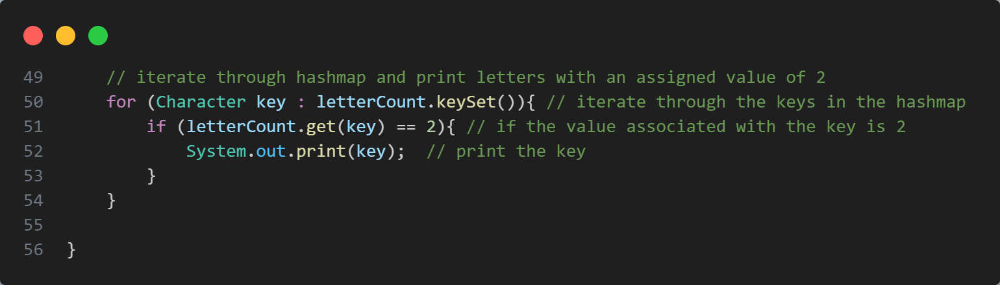 49 // iterate through hashmap and print letters with an assigned value of 2
50 for (Character key : letterCount.keySet()){ // iterate through the keys in the hashmap
51 if (letterCount.get(key) == 2){ // if the value associated with the key is 2
52 System.out.print(key);  // print the key
53 }
54 }
55
56 }